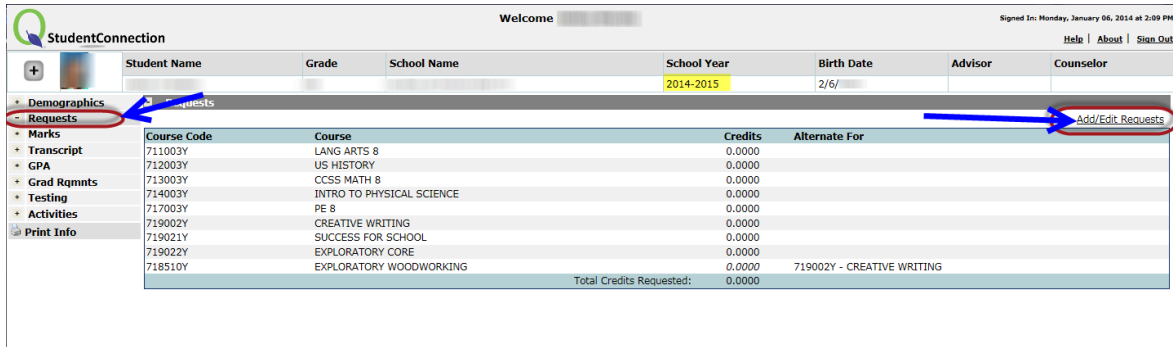 Welcome
Signed In: Monday, January 06, 2014 at 2:09 PM
Q StudentConnection
Help | About | Sign Out
Student Name Grade School Name School Year Birth Date Advisor Counselor
2014-2015 2/6/
+ Demographics
- Requests
+ Marks
+ Transcript
+ GPA
+ Grad Rqmnts
+ Testing
+ Activities
Print Info
- Requests
Add/Edit Requests
Course Code Course Credits Alternate For
711003Y LANG ARTS 8 0.0000
712003Y US HISTORY 0.0000
713003Y CCSS MATH 8 0.0000
714003Y INTRO TO PHYSICAL SCIENCE 0.0000
717003Y PE 8 0.0000
719002Y CREATIVE WRITING 0.0000
719021Y SUCCESS FOR SCHOOL 0.0000
719022Y EXPLORATORY CORE 0.0000
718510Y EXPLORATORY WOODWORKING 0.0000 719002Y - CREATIVE WRITING
Total Credits Requested: 0.0000